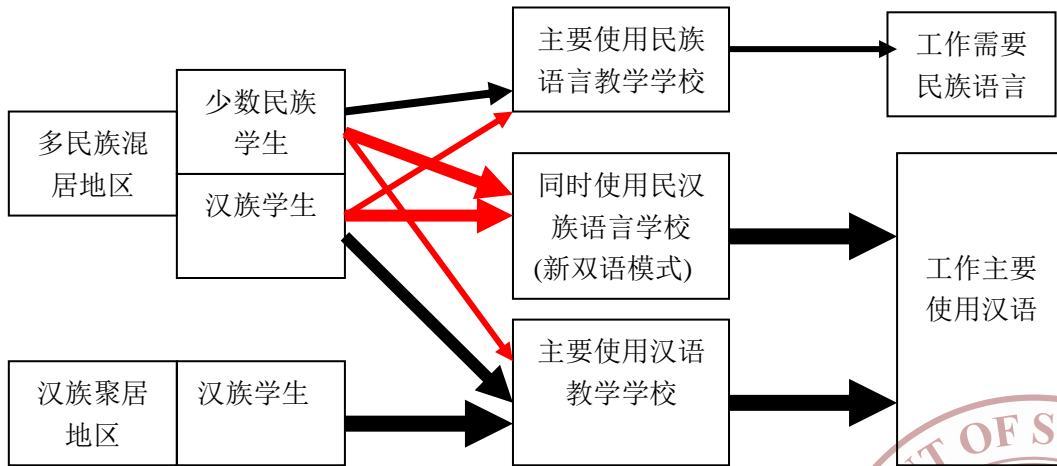 多民族混
居地区
少数民族
学生
汉族学生
汉族聚居
地区
汉族学生
主要使用民族
语言教学学校
同时使用民汉
族语言学校
(新双语模式)
主要使用汉语
教学学校
工作需要
民族语言
工作主要
使用汉语
NT OF S